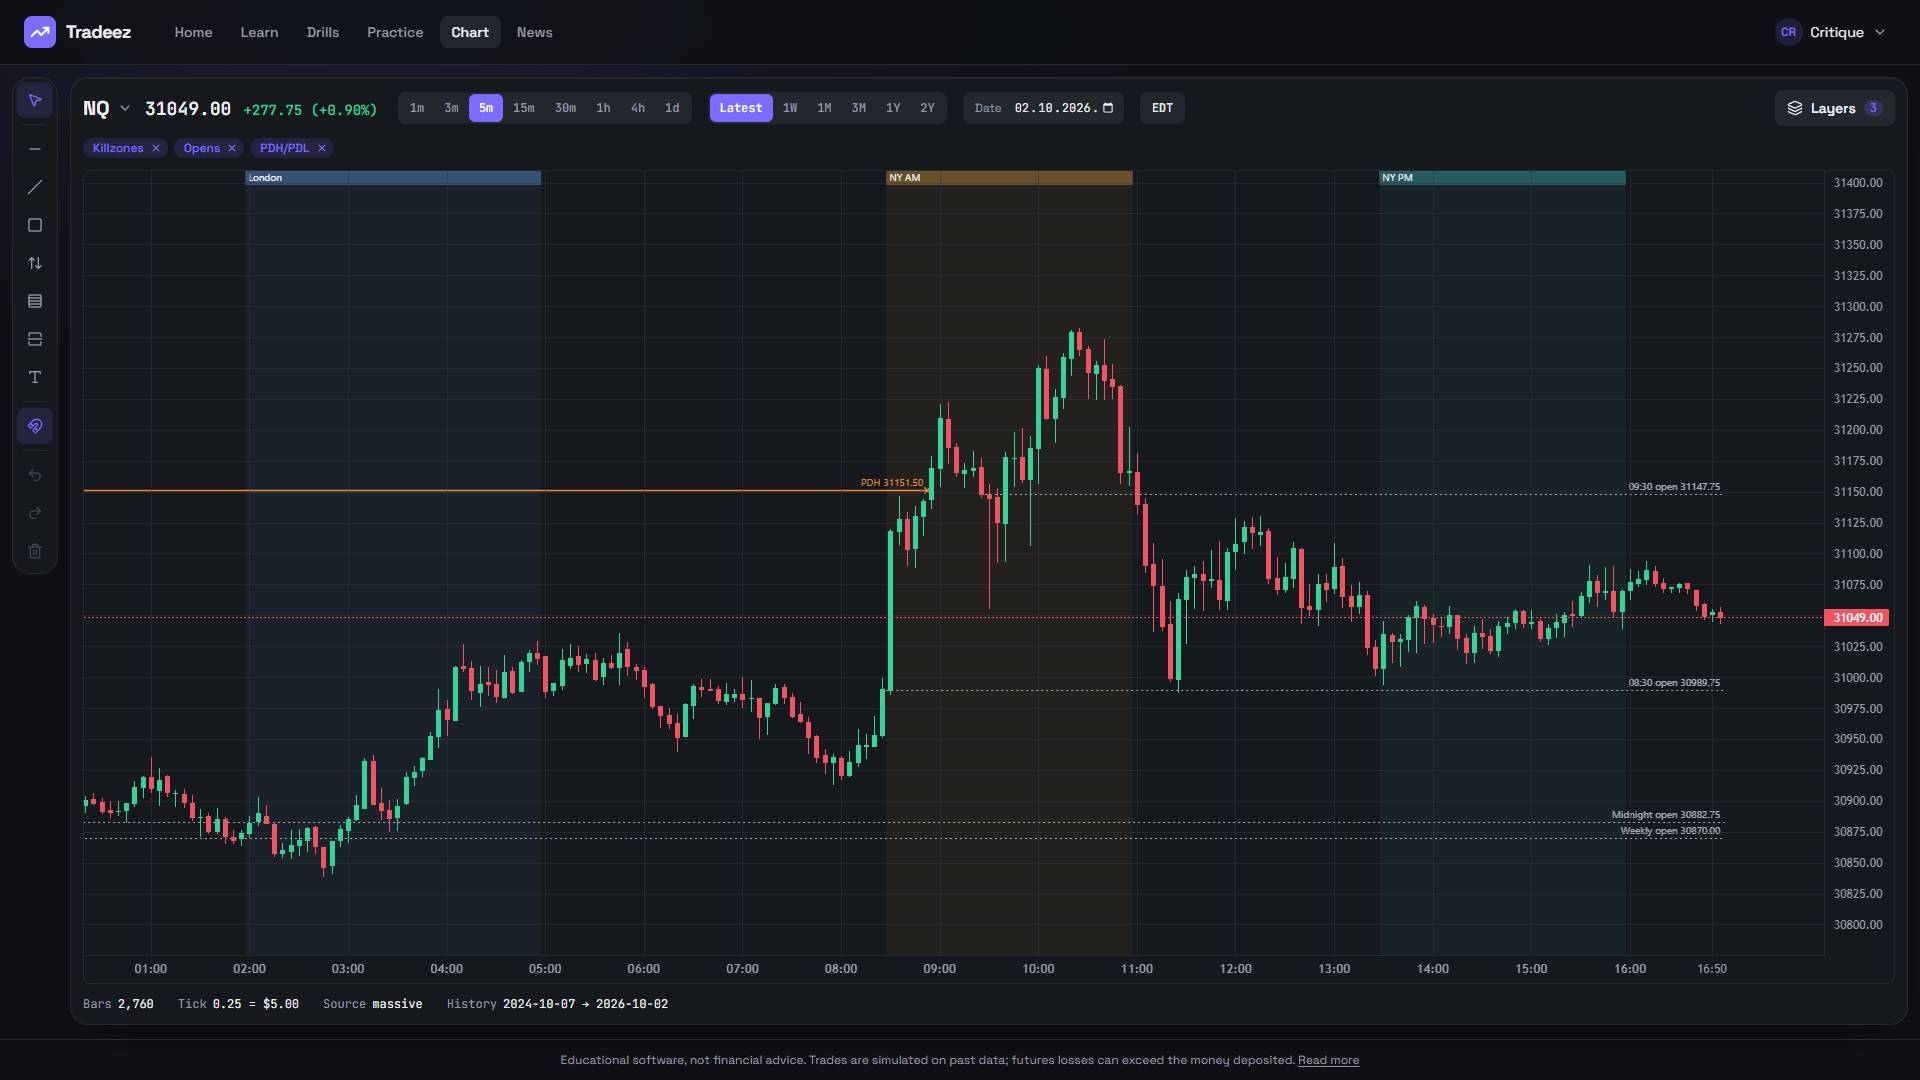 Tradeez Home Learn Drills Practice Chart News CR Critique
NQ 31049.00 +277.75 (+0.90%) 1m 3m 5m 15m 30m 1h 4h 1d Latest 1W 1M 3M 1Y 2Y Date 02.10.2026. EDT Layers 3
Killzones × Opens × PDH/PDL ×
London NY AM NY PM
31400.00
31375.00
31350.00
31325.00
31300.00
31275.00
31250.00
31225.00
31200.00
31175.00
PDH 31151.50
09:30 open 31147.75
31150.00
31125.00
31100.00
31075.00
31049.00
31025.00
31000.00
08:30 open 30989.75
30975.00
30950.00
30925.00
30900.00
Midnight open 30882.75
Weekly open 30870.00
30875.00
30850.00
30825.00
30800.00
01:00 02:00 03:00 04:00 05:00 06:00 07:00 08:00 09:00 10:00 11:00 12:00 13:00 14:00 15:00 16:00 16:50
Bars 2,760 Tick 0.25 = $5.00 Source massive History 2024-10-07 → 2026-10-02
Educational software, not financial advice. Trades are simulated on past data; futures losses can exceed the money deposited. Read more